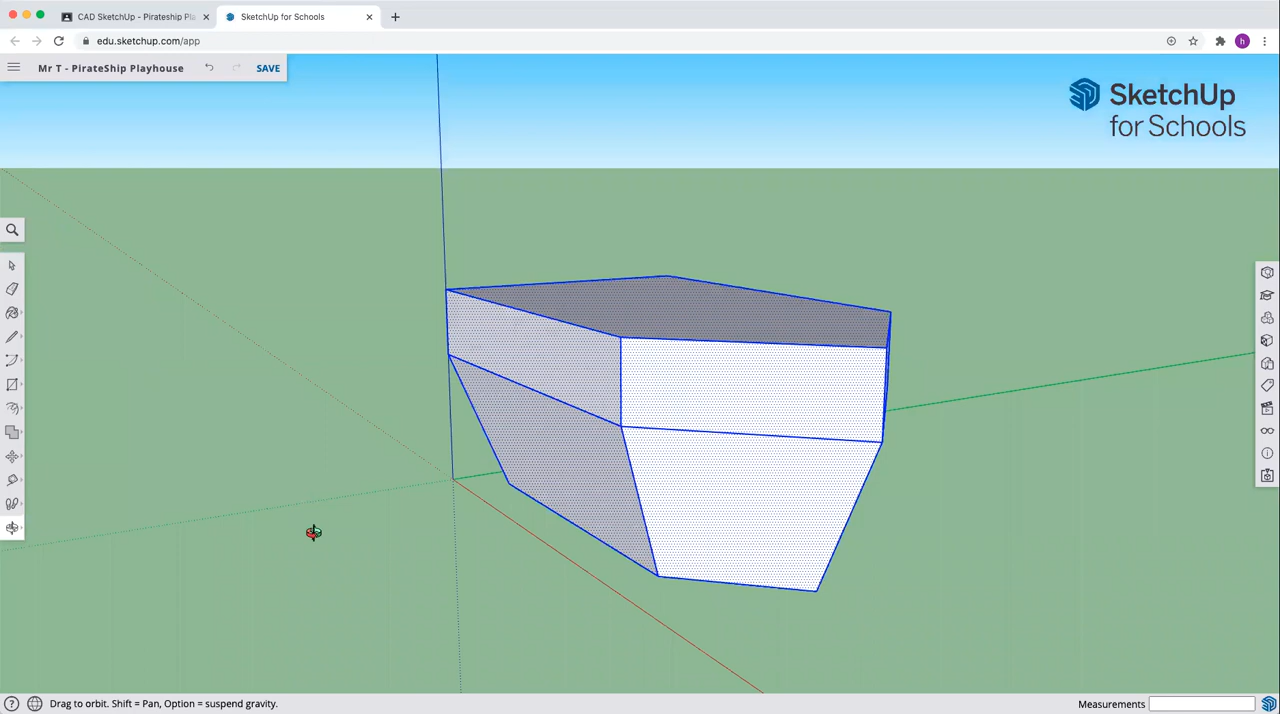 CAD SketchUp - Pirateship Pla
SketchUp for Schools
edu.sketchup.com/app
h
Mr T - PirateShip Playhouse
SAVE
SketchUp
for Schools
Drag to orbit. Shift = Pan, Option = suspend gravity.
Measurements